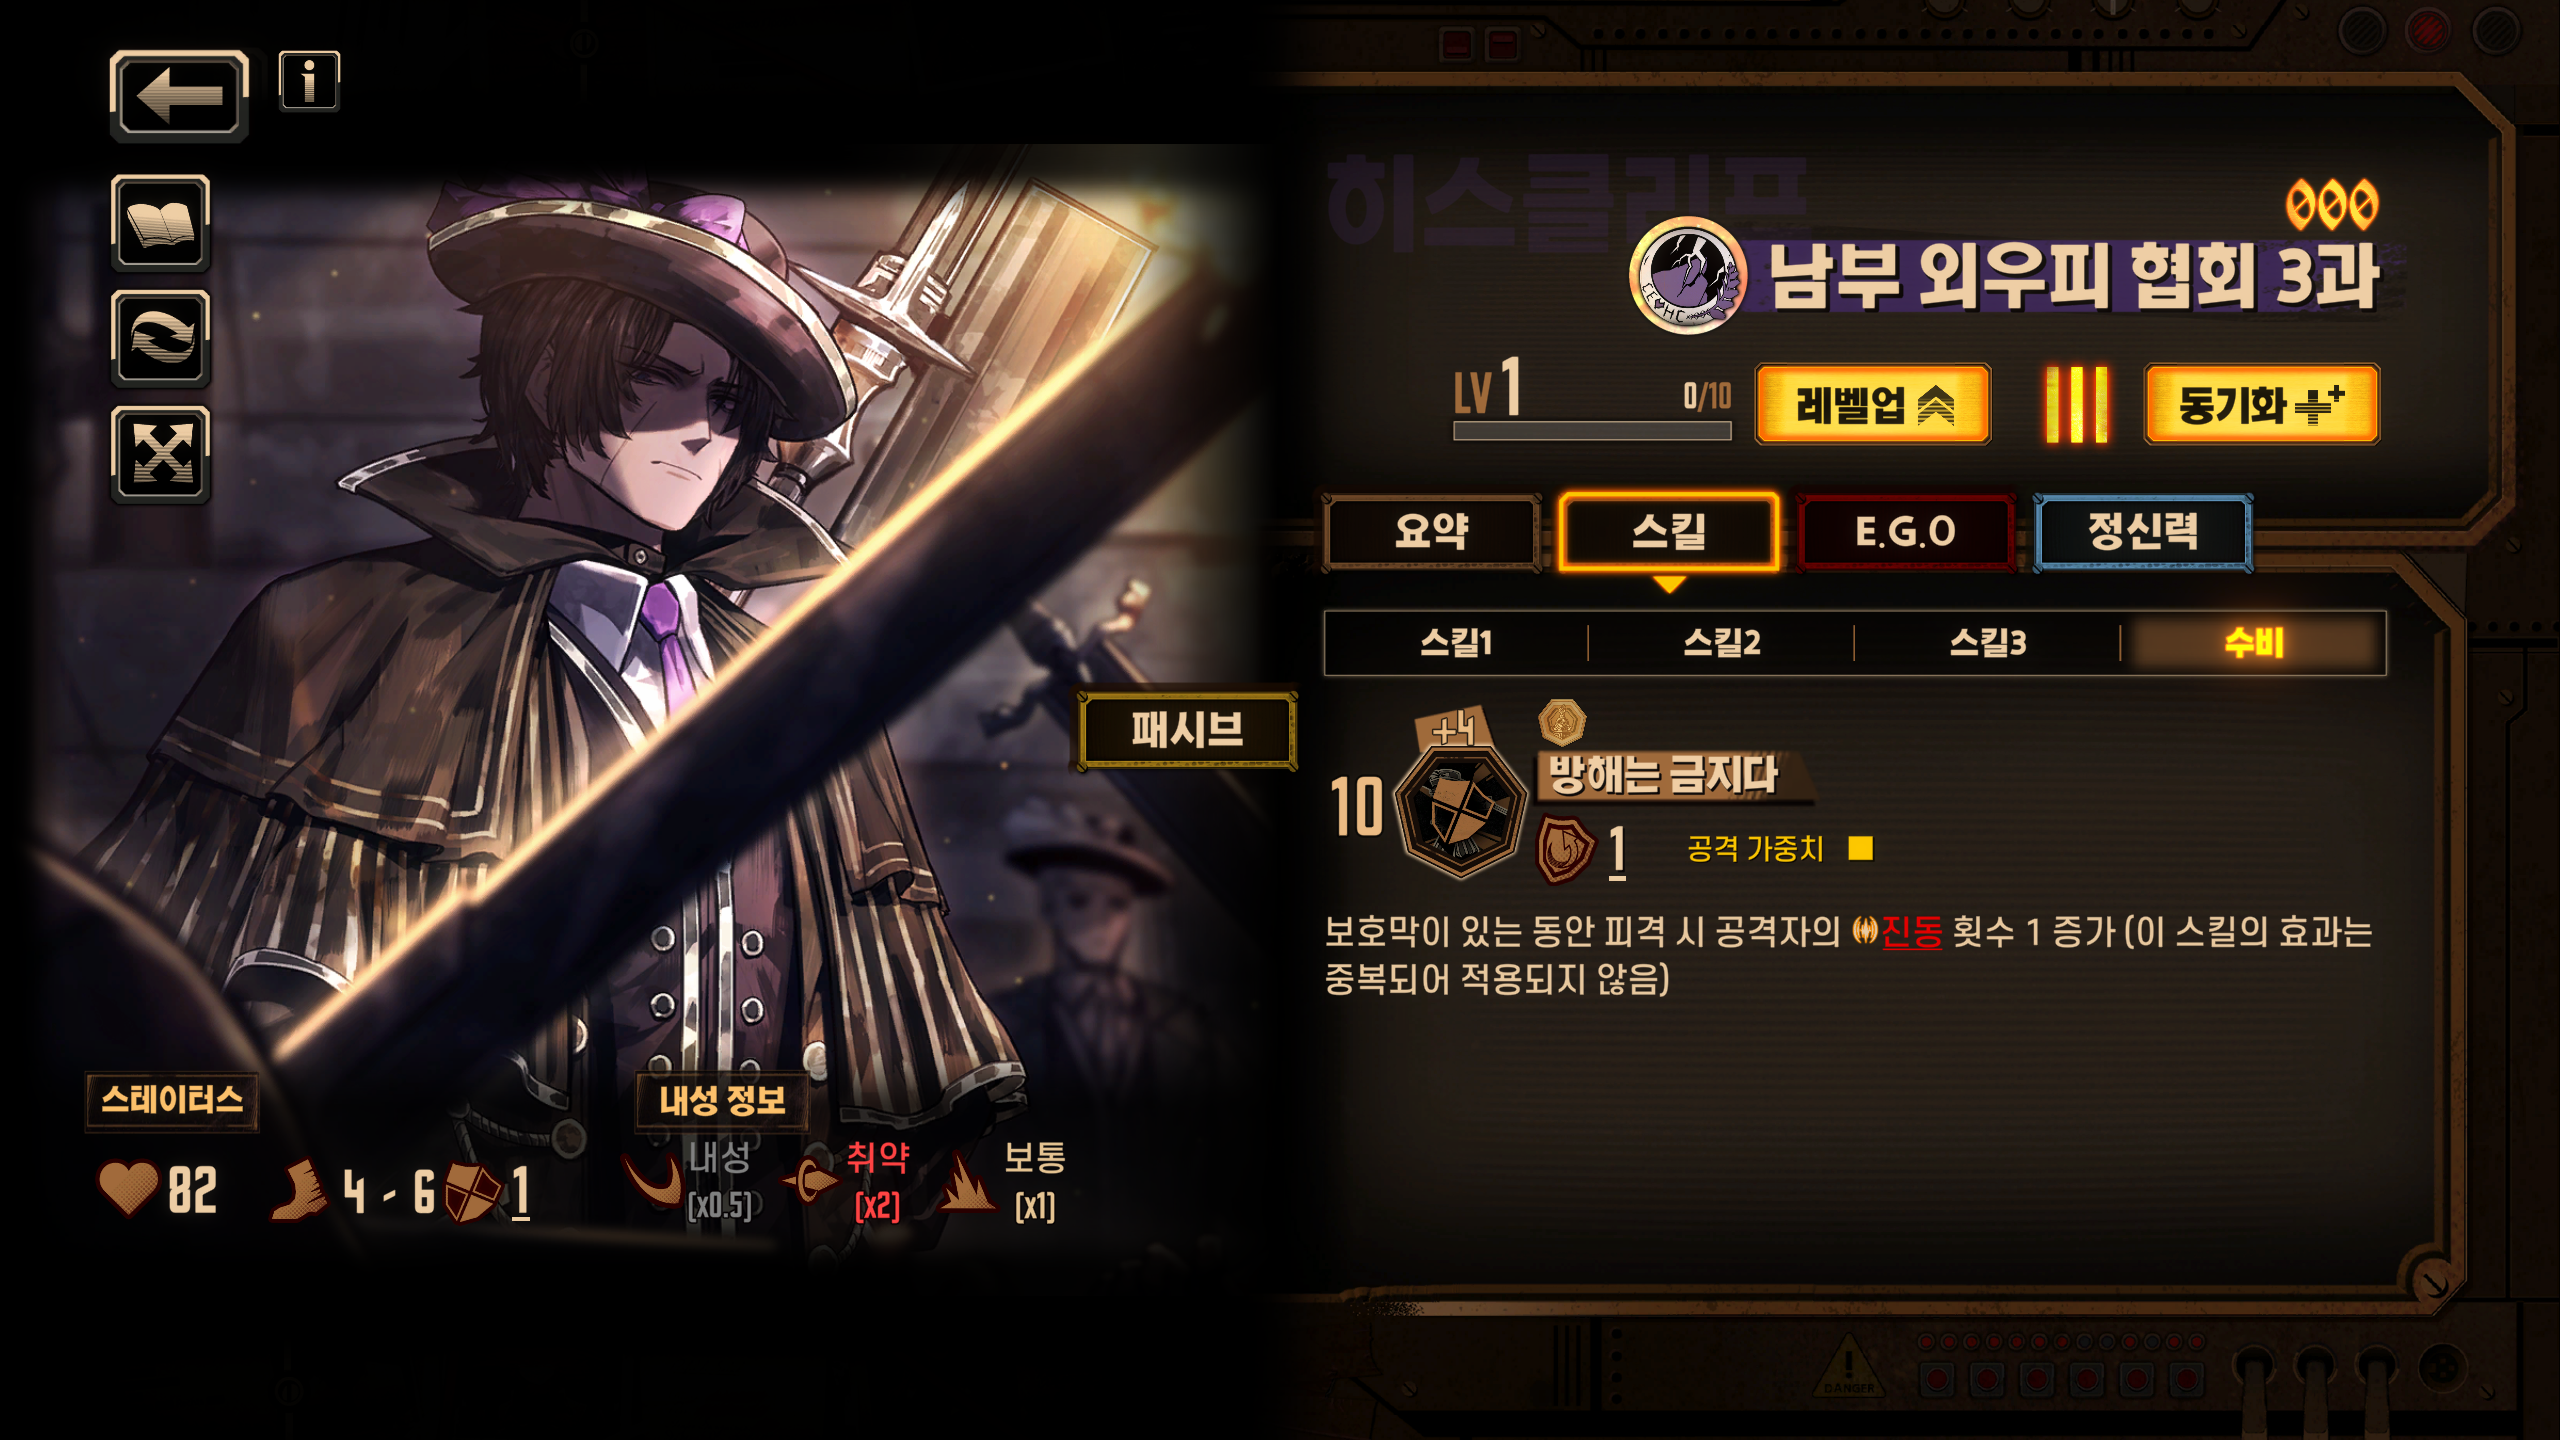 히스클리프
000
남부 외우피 협회 3과
LV 1
0/10
레벨업
동기화
요약
스킬
E.G.O
정신력
스킬1
스킬2
스킬3
수비
패시브
+4
10
방해는 금지다
1
공격 가중치
보호막이 있는 동안 피격 시 공격자의 진동 횟수 1 증가 (이 스킬의 효과는
중복되어 적용되지 않음)
스테이터스
82
4 - 6
1
내성 정보
내성
[x0.5]
취약
[x2]
보통
[x1]
DANGER